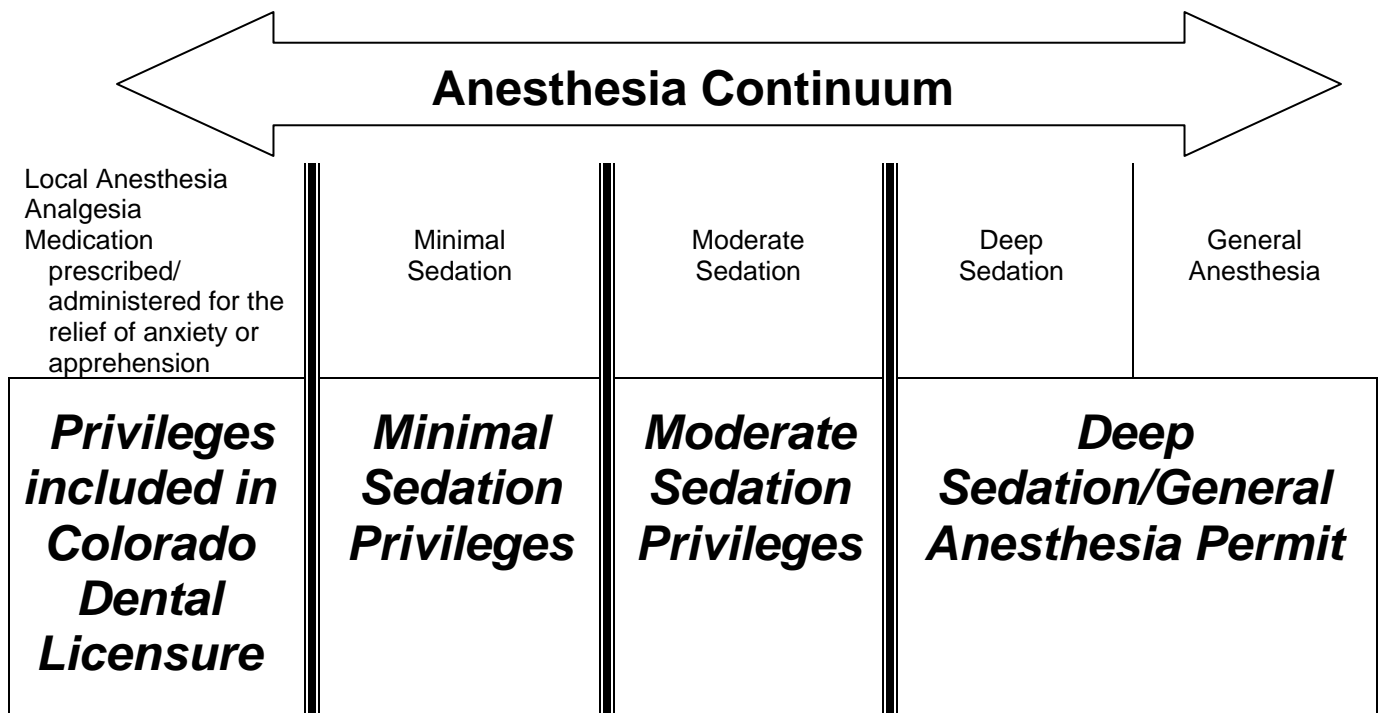 Anesthesia Continuum
Local Anesthesia
Analgesia
Medication
prescribed/
administered for the
relief of anxiety or
apprehension
Minimal
Sedation
Moderate
Sedation
Deep
Sedation
General
Anesthesia
Privileges
included in
Colorado
Dental
Licensure
Minimal
Sedation
Privileges
Moderate
Sedation
Privileges
Deep
Sedation/General
Anesthesia Permit